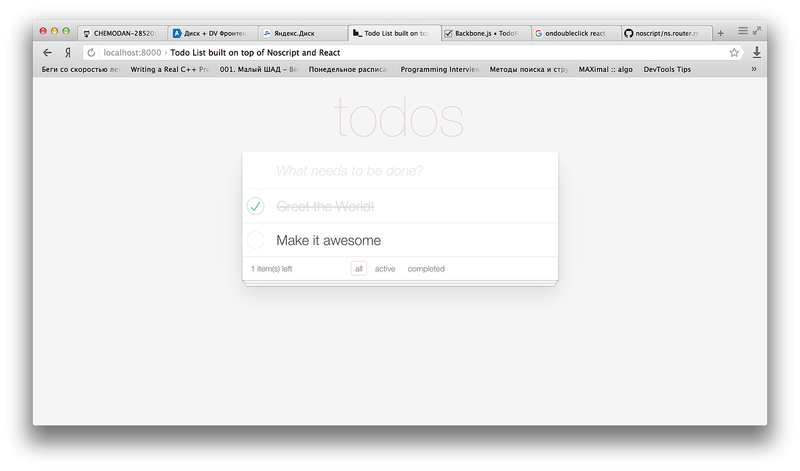 CHEMODAN-28520
Диск + DV Фронтен
Яндекс.Диск
Todo List built on top
Backbone.js • Todo
ondoubleclick react
noscript/ns.router.m
Я
localhost:8000 › Todo List built on top of Noscript and React
Беги со скоростью ле
Writing a Real C++ Pr
001. Малый ШАД – Ве
Понедельное расписа
Programming Interview
Методы поиска и стру
MAXimal :: algo
DevTools Tips
»
todos
What needs to be done?
Greet the World!
Make it awesome
1 item(s) left
all
active
completed